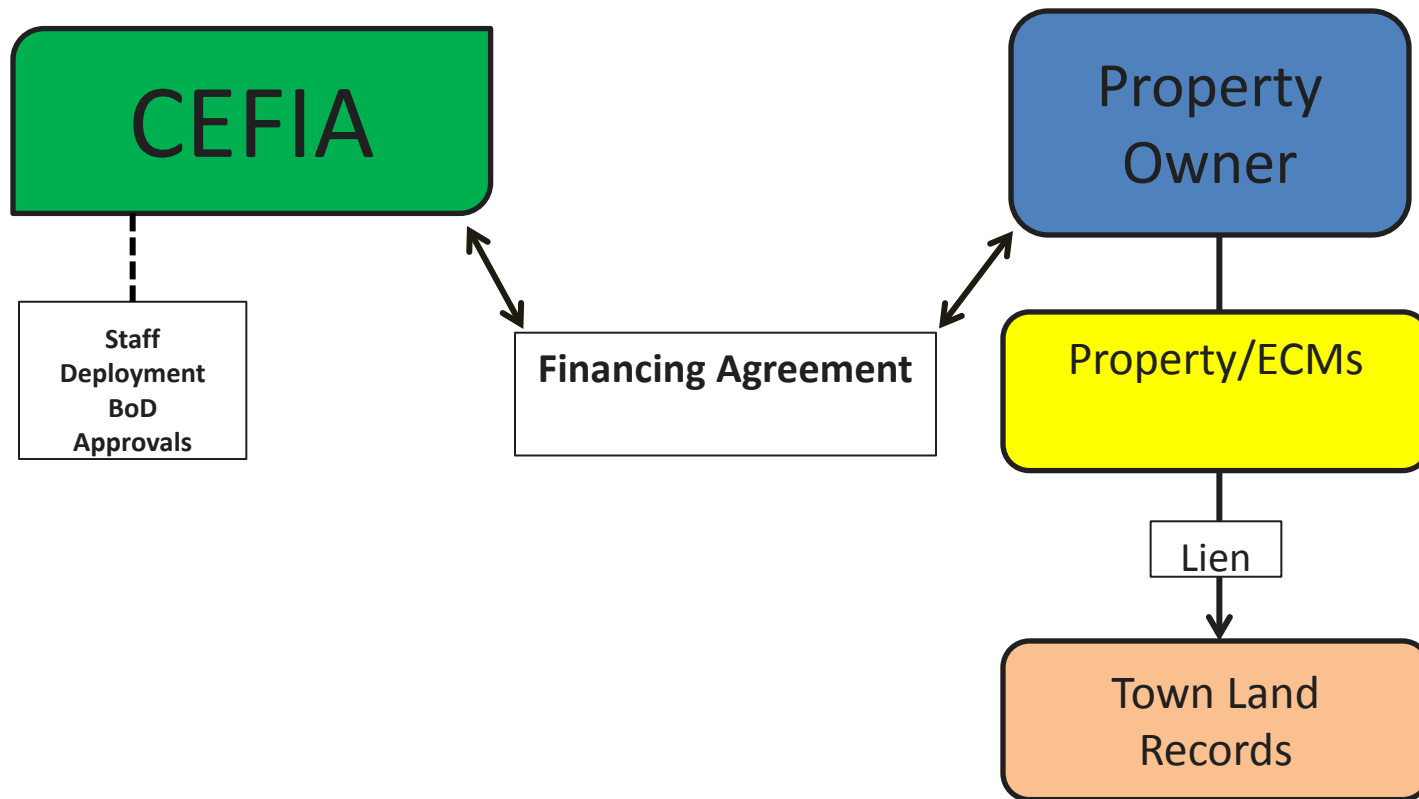 CEFIA
Property
Owner
Staff
Deployment
BoD
Approvals
Financing Agreement
Property/ECMs
Lien
Town Land
Records